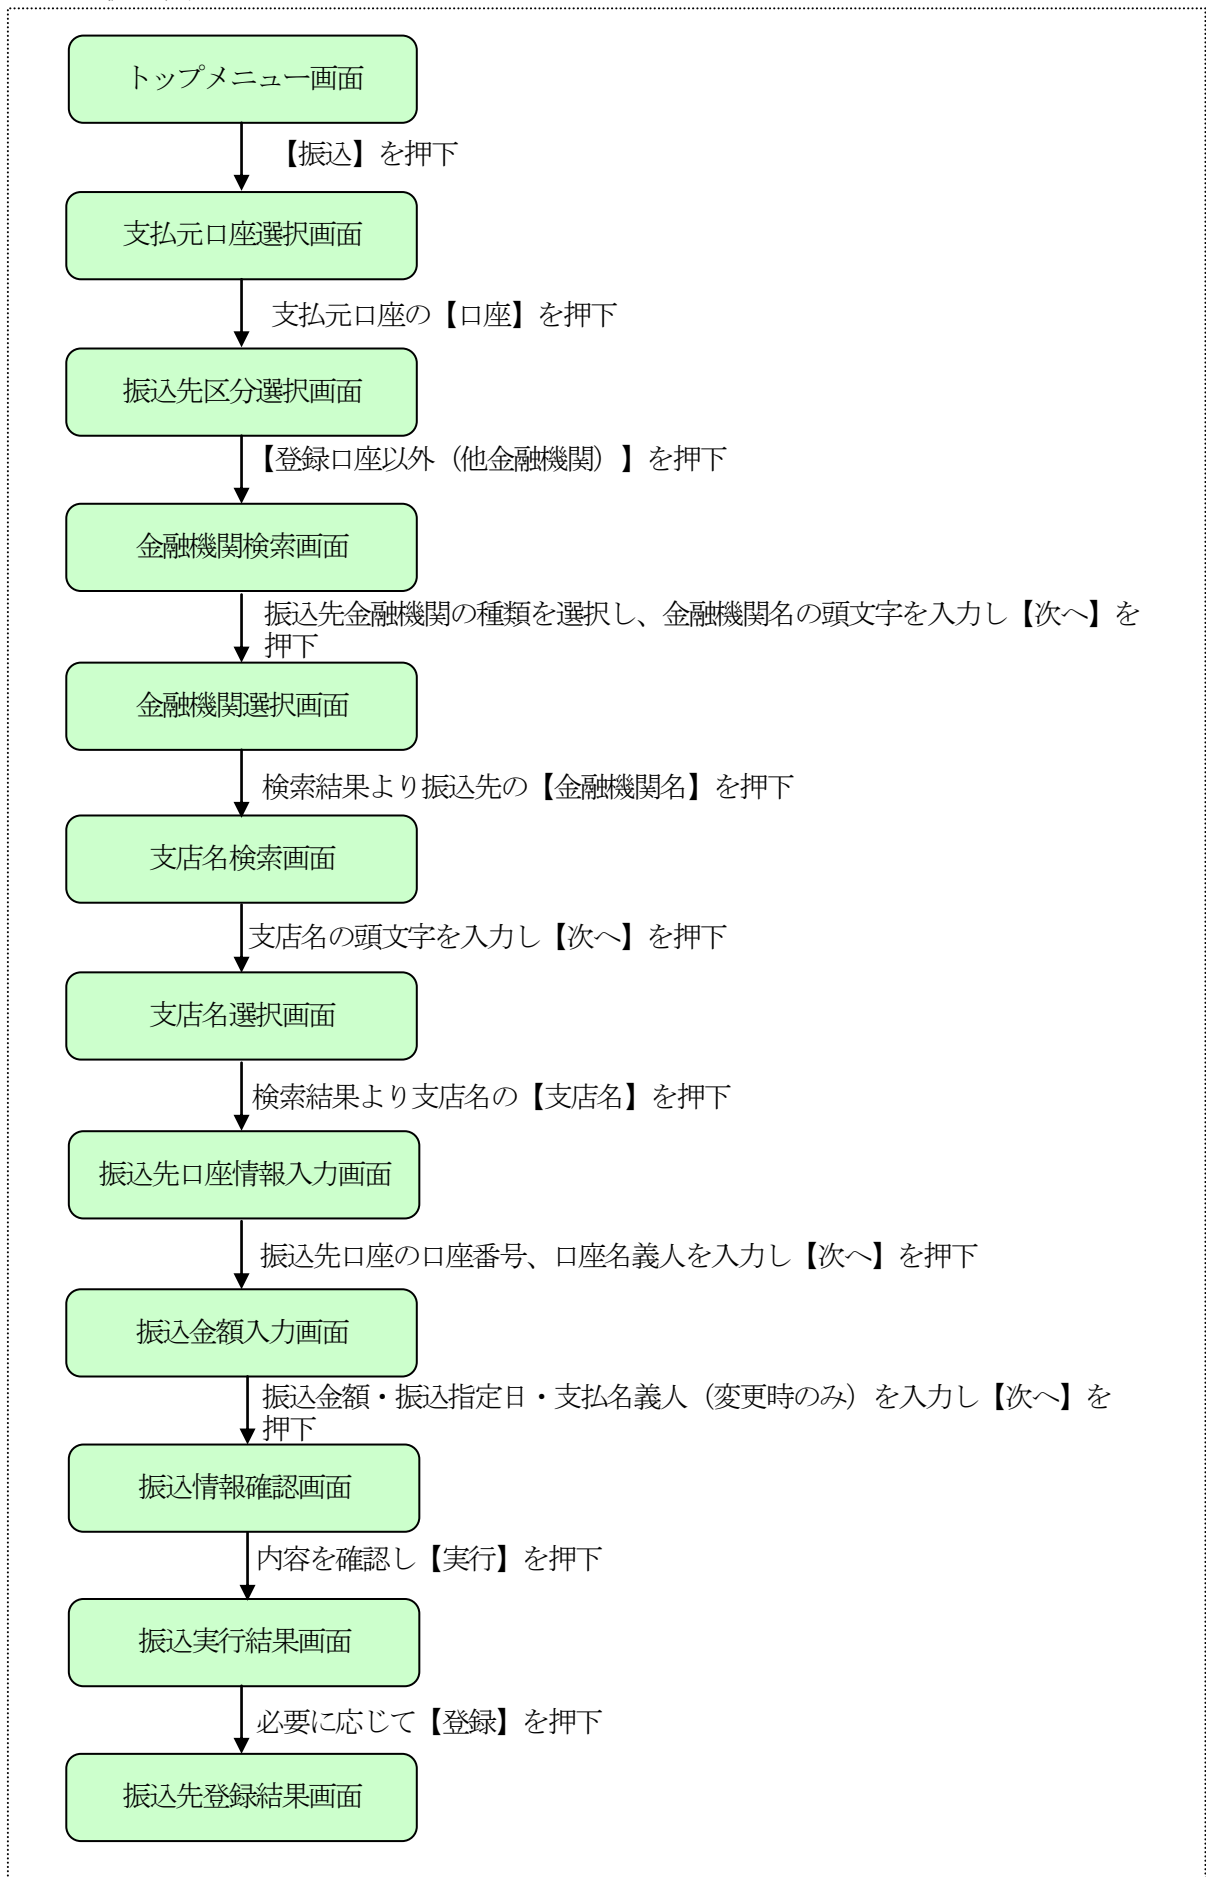 トップメニュー画面
【振込】を押下
支払元口座選択画面
支払元口座の【口座】を押下
振込先区分選択画面
【登録口座以外（他金融機関）】を押下
金融機関検索画面
振込先金融機関の種類を選択し、金融機関名の頭文字を入力し【次へ】を
押下
金融機関選択画面
検索結果より振込先の【金融機関名】を押下
支店名検索画面
支店名の頭文字を入力し【次へ】を押下
支店名選択画面
検索結果より支店名の【支店名】を押下
振込先口座情報入力画面
振込先口座の口座番号、口座名義人を入力し【次へ】を押下
振込金額入力画面
振込金額・振込指定日・支払名義人（変更時のみ）を入力し【次へ】を
押下
振込情報確認画面
内容を確認し【実行】を押下
振込実行結果画面
必要に応じて【登録】を押下
振込先登録結果画面